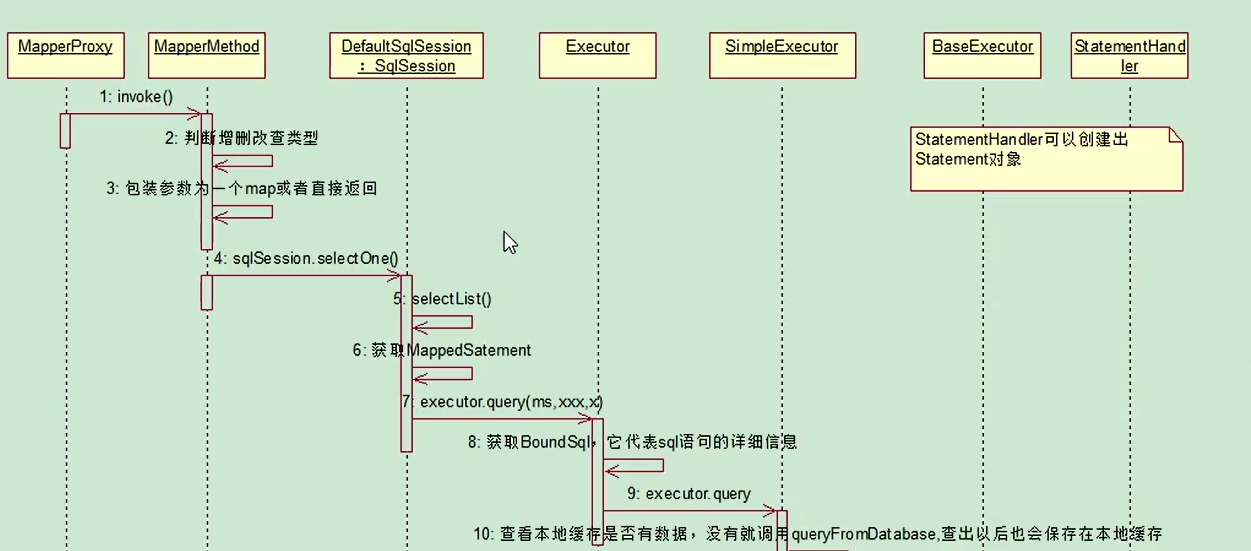 MapperProxy
MapperMethod
DefaultSqlSession
：SqlSession
Executor
SimpleExecutor
BaseExecutor
StatementHand
ler
1: invoke()
2: 判断增删改查类型
StatementHandler可以创建出
Statement对象
3: 包装参数为一个map或者直接返回
4: sqlSession.selectOne()
5: selectList()
6: 获取MappedSatement
7: executor.query(ms,xxx,x)
8: 获取BoundSql，它代表sql语句的详细信息
9: executor.query
10: 查看本地缓存是否有数据，没有就调用queryFromDatabase,查出以后也会保存在本地缓存